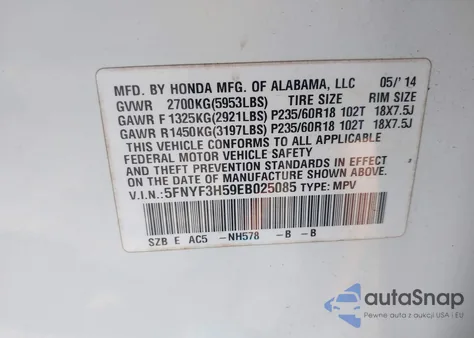 MFD. BY HONDA MFG. OF ALABAMA, LLC 05/'14
GVWR 2700KG(5953LBS) TIRE SIZE RIM SIZE
GAWR F 1325KG(2921LBS) P235/60R18 102T 18X7.5J
GAWR R1450KG(3197LBS) P235/60R18 102T 18X7.5J
THIS VEHICLE CONFORMS TO ALL APPLICABLE
FEDERAL MOTOR VEHICLE SAFETY
AND THEFT PREVENTION STANDARDS IN EFFECT
ON THE DATE OF MANUFACTURE SHOWN ABOVE
V.I.N.:5FNYF3H59EB025085 TYPE: MPV
SZB E AC5 -NH578 -B -B
autoSnap
Pewne auta z aukcji USA i EU